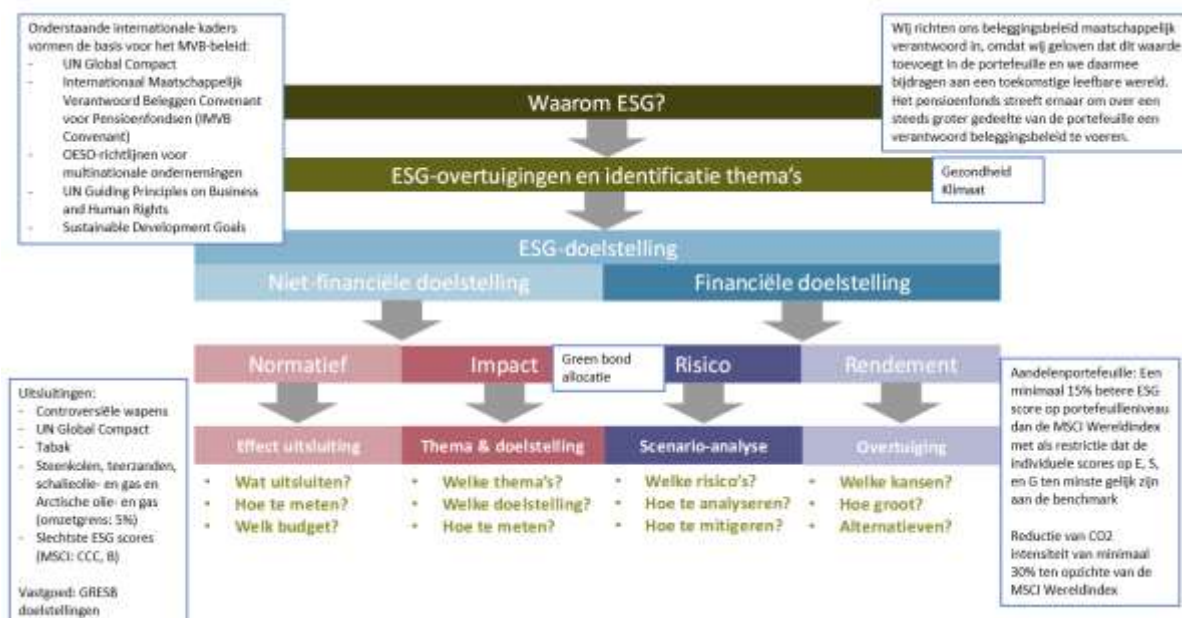 Onderstaande internationale kaders
vormen de basis voor het MVB-beleid:
- UN Global Compact
- Internationaal Maatschappelijk
Verantwoord Beleggen Convenant
voor Pensioenfondsen (IMVB
Convenant)
- OESO-richtlijnen voor
multinationale ondernemingen
- UN Guiding Principles on Business
and Human Rights
- Sustainable Development Goals
Wij richten ons beleggingsbeleid maatschappelijk
verantwoord in, omdat wij geloven dat dit waarde
toevoegt in de portefeuille en we daarmee
bijdragen aan een toekomstige leefbare wereld.
Het pensioenfonds streeft ernaar om over een
steeds groter gedeelte van de portefeuille een
verantwoord beleggingsbeleid te voeren.
Waarom ESG?
ESG-overtuigingen en identificatie thema's
Gezondheid
Klimaat
ESG-doelstelling
Niet-financiële doelstelling
Financiële doelstelling
Normatief
Impact
Green bond
allocatie
Risico
Rendement
Effect uitsluiting
Thema & doelstelling
Scenario-analyse
Overtuiging
• Wat uitsluiten?
• Hoe te meten?
• Welk budget?
• Welke thema's?
• Welke doelstelling?
• Hoe te meten?
• Welke risico's?
• Hoe te analyseren?
• Hoe te mitigeren?
• Welke kansen?
• Hoe groot?
• Alternatieven?
Uitsluitingen:
- Controversiële wapens
- UN Global Compact
- Tabak
- Steenkolen, teerzanden,
schalieolie- en gas en
Arctische olie- en gas
(omzetgrens: 5%)
- Slechtste ESG scores
(MSCI: CCC, B)
Vastgoed: GRESB
doelstellingen
Aandelenportefeuille: Een
minimaal 15% betere ESG
score op portefeuilleniveau
dan de MSCI Wereldindex
met als restrictie dat de
individuele scores op E, S,
en G ten minste gelijk zijn
aan de benchmark
Reductie van CO2
intensiteit van minimaal
30% ten opzichte van de
MSCI Wereldindex